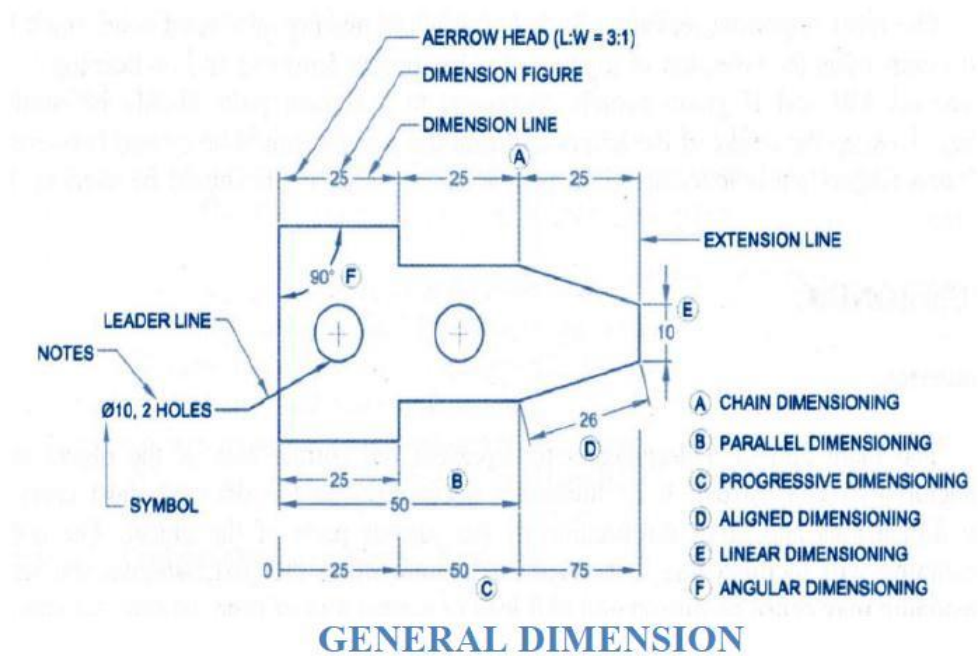 AERROW HEAD (L:W = 3:1)
DIMENSION FIGURE
DIMENSION LINE
A
25 25 25
EXTENSION LINE
90° F
E
10
LEADER LINE
NOTES
Ø10, 2 HOLES
SYMBOL
26
D
25
B
50
0 25 50 75
C
A CHAIN DIMENSIONING
B PARALLEL DIMENSIONING
C PROGRESSIVE DIMENSIONING
D ALIGNED DIMENSIONING
E LINEAR DIMENSIONING
F ANGULAR DIMENSIONING
GENERAL DIMENSION